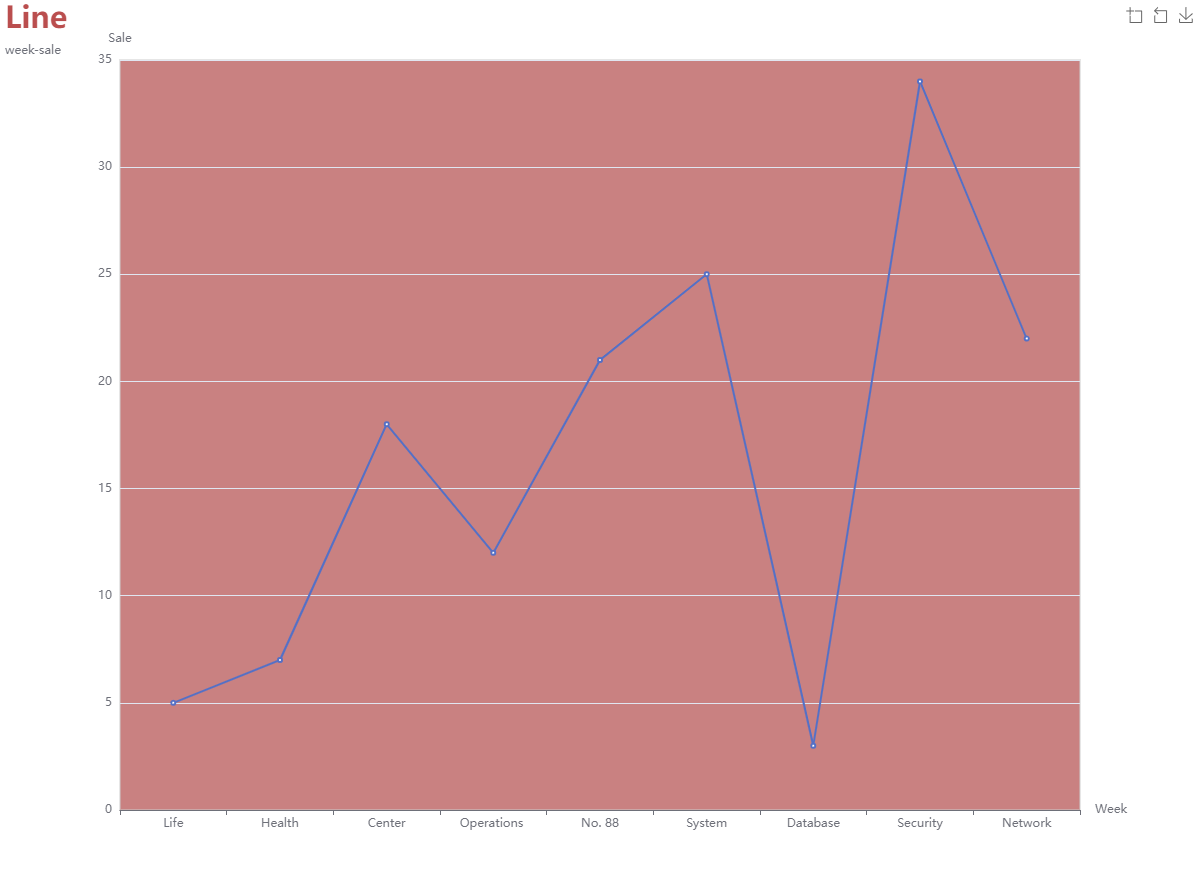 Line
week-sale
Sale
35
30
25
20
15
10
5
0
Life Health Center Operations No. 88 System Database Security Network
Week